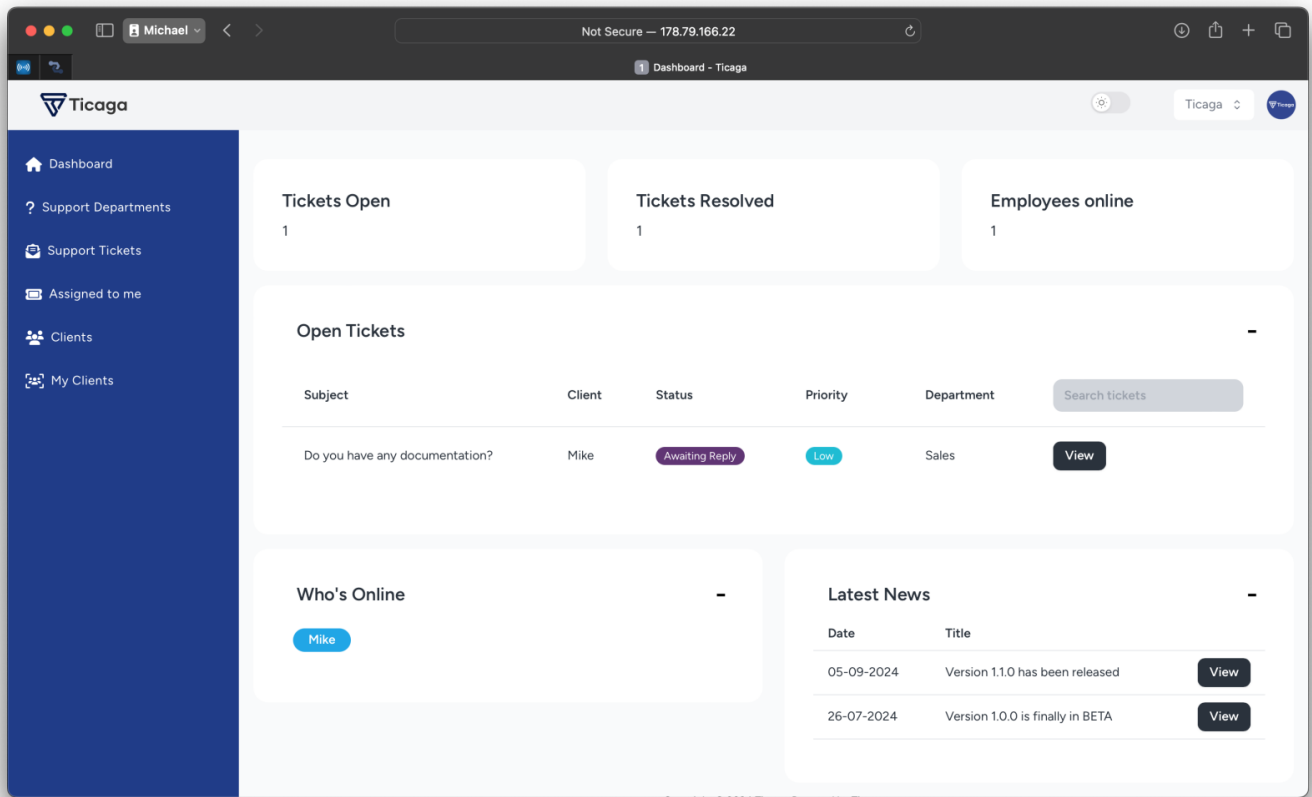 Michael
Not Secure — 178.79.166.22
1 Dashboard - Ticaga
Ticaga
Ticaga
Ticaga
Dashboard
? Support Departments
Support Tickets
Assigned to me
Clients
My Clients
Tickets Open
1
Tickets Resolved
1
Employees online
1
Open Tickets
-
Subject Client Status Priority Department Search tickets
Do you have any documentation? Mike Awaiting Reply Low Sales View
Who's Online
-
Mike
Latest News
-
Date Title
05-09-2024 Version 1.1.0 has been released View
26-07-2024 Version 1.0.0 is finally in BETA View